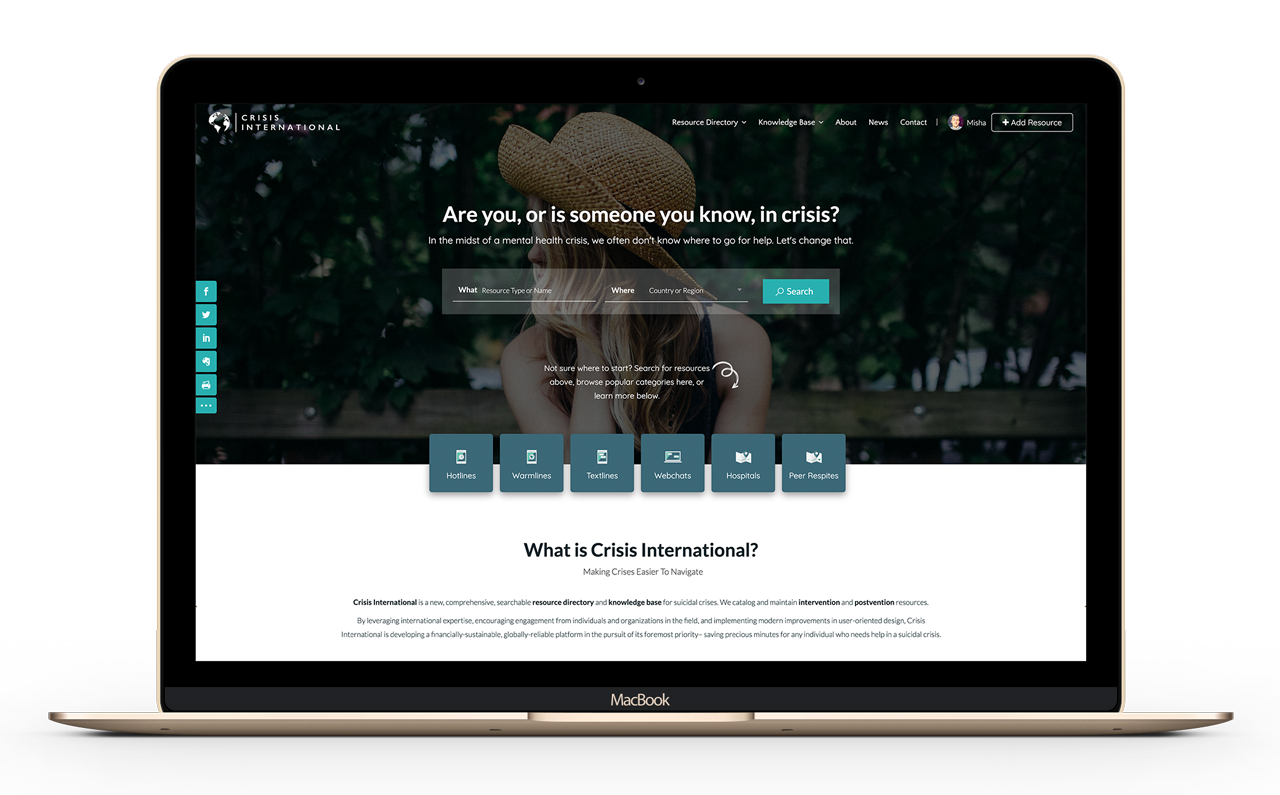 CRISIS
INTERNATIONAL
Resource Directory
Knowledge Base
About
News
Contact
|
Misha
+ Add Resource
Are you, or is someone you know, in crisis?
In the midst of a mental health crisis, we often don't know where to go for help. Let's change that.
What Resource Type or Name
Where Country or Region
Search
f
in
Not sure where to start? Search for resources
above, browse popular categories here, or
learn more below.
Hotlines
Warmlines
Textlines
Webchats
Hospitals
Peer Respites
What is Crisis International?
Making Crises Easier To Navigate
Crisis International is a new, comprehensive, searchable resource directory and knowledge base for suicidal crises. We catalog and maintain intervention and postvention resources.
By leveraging international expertise, encouraging engagement from individuals and organizations in the field, and implementing modern improvements in user-oriented design, Crisis
International is developing a financially-sustainable, globally-reliable platform in the pursuit of its foremost priority– saving precious minutes for any individual who needs help in a suicidal crisis.
MacBook